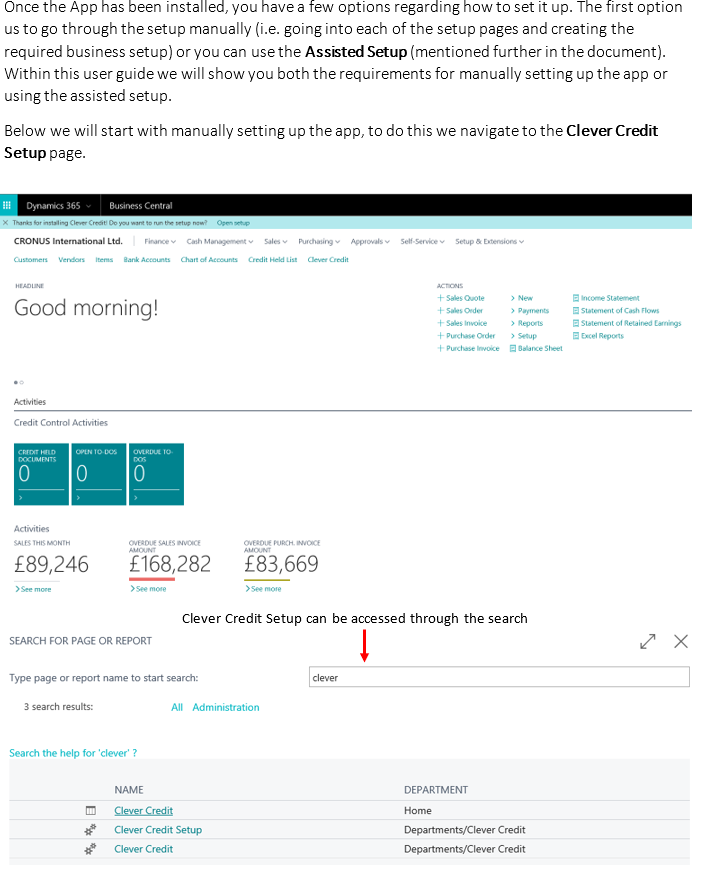 Once the App has been installed, you have a few options regarding how to set it up. The first option
us to go through the setup manually (i.e. going into each of the setup pages and creating the
required business setup) or you can use the Assisted Setup (mentioned further in the document).
Within this user guide we will show you both the requirements for manually setting up the app or
using the assisted setup.
Below we will start with manually setting up the app, to do this we navigate to the Clever Credit
Setup page.
Dynamics 365 Business Central
Thanks for installing Clever Credit! Do you want to run the setup now? Open setup
CRONUS International Ltd. Finance Cash Management Sales Purchasing Approvals Self-Service Setup & Extensions
Customers Vendors Items Bank Accounts Chart of Accounts Credit Held List Clever Credit
HEADLINE
Good morning!
ACTIONS
+ Sales Quote > New Income Statement
+ Sales Order > Payments Statement of Cash Flows
+ Sales Invoice > Reports Statement of Retained Earnings
+ Purchase Order > Setup Excel Reports
+ Purchase Invoice Balance Sheet
Activities
Credit Control Activities
CREDIT HELD
DOCUMENTS
0
OPEN TO-DOS
0
OVERDUE TO-
DOS
0
Activities
SALES THIS MONTH
£89,246
> See more
OVERDUE SALES INVOICE
AMOUNT
£168,282
> See more
OVERDUE PURCH. INVOICE
AMOUNT
£83,669
> See more
Clever Credit Setup can be accessed through the search
SEARCH FOR PAGE OR REPORT
Type page or report name to start search: clever
3 search results: All Administration
Search the help for 'clever' ?
NAME DEPARTMENT
Clever Credit Home
Clever Credit Setup Departments/Clever Credit
Clever Credit Departments/Clever Credit